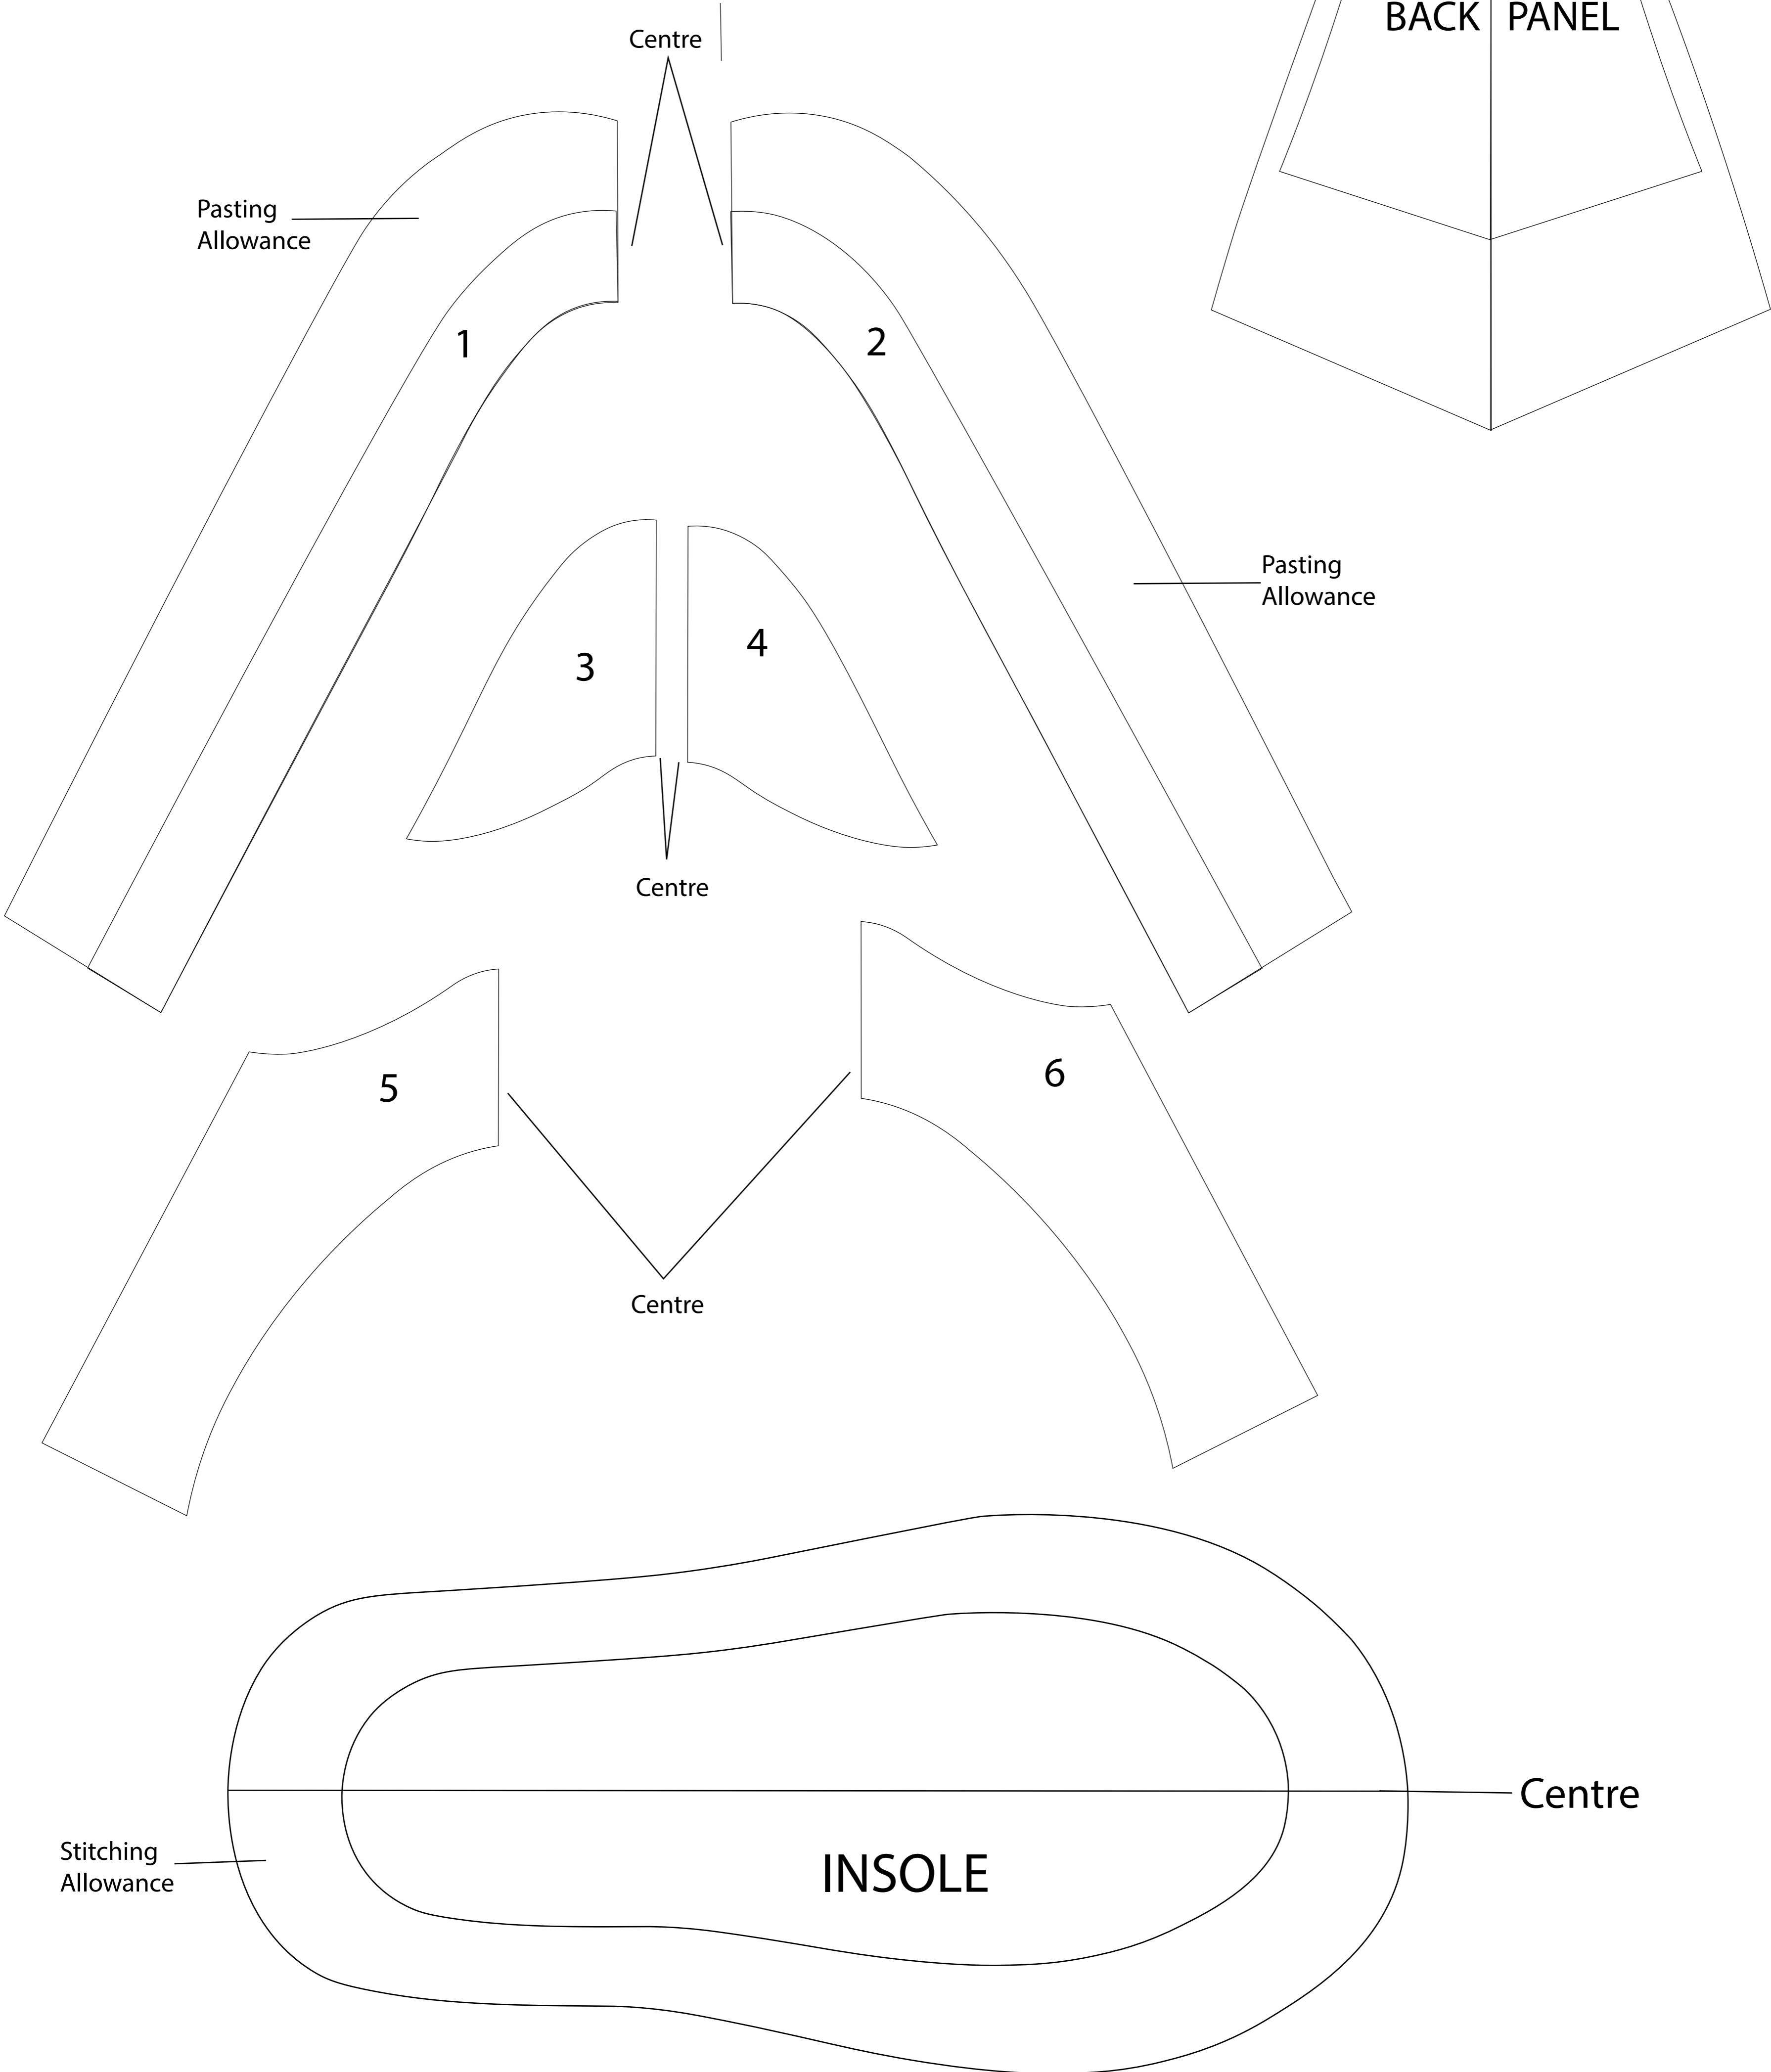 BACK PANEL
Centre
Pasting
Allowance
1
2
Pasting
Allowance
3
4
Centre
5
6
Centre
Centre
INSOLE
Stitching
Allowance